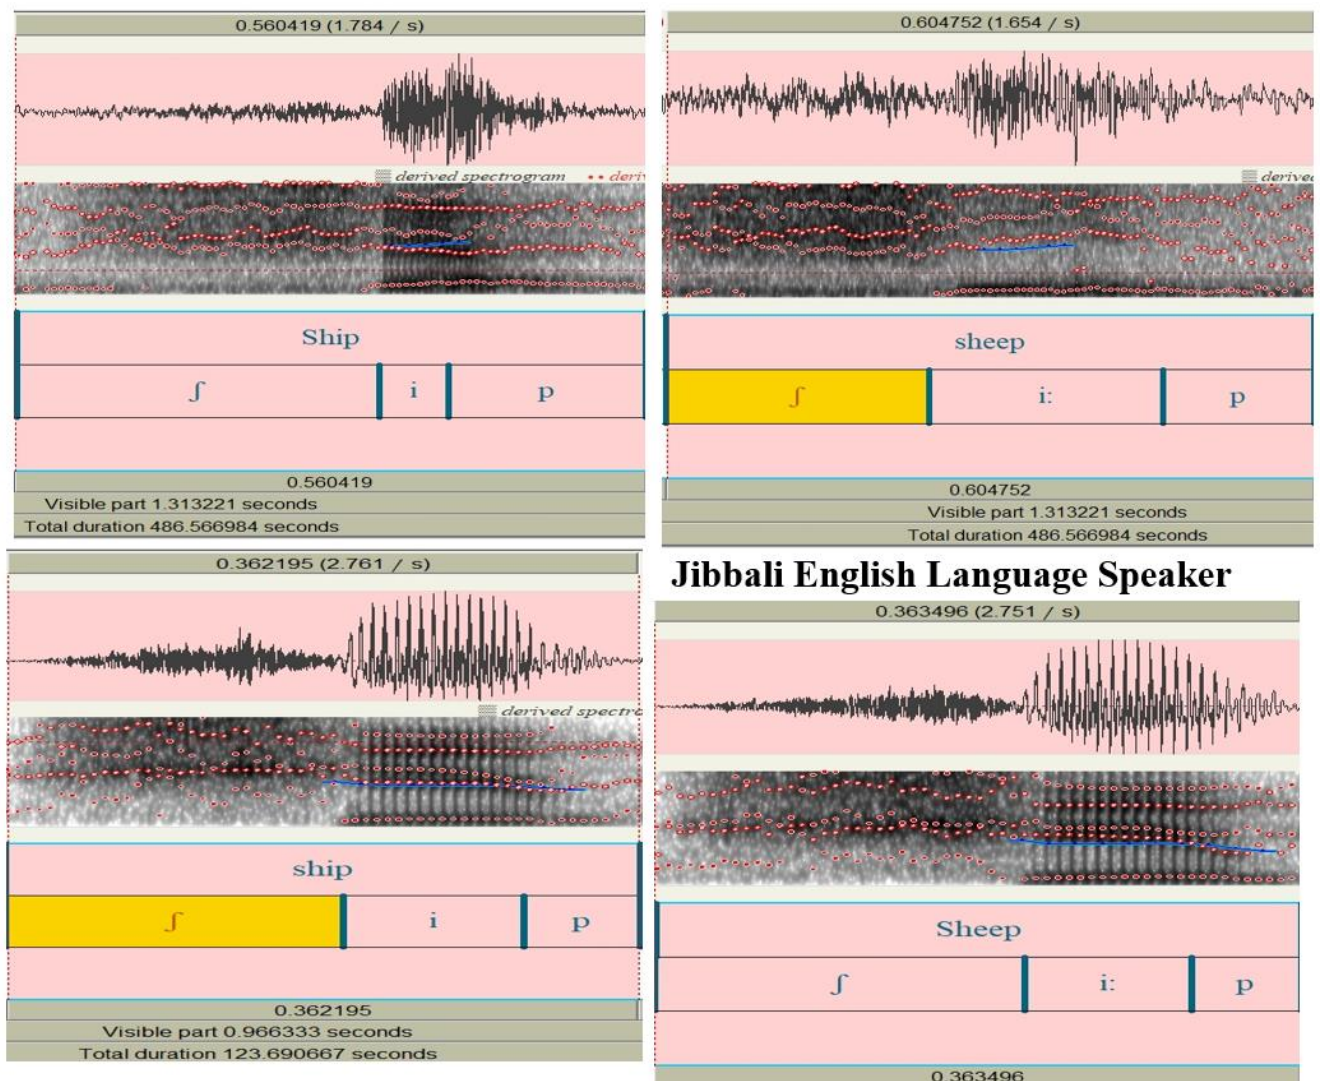 0.560419 (1.784 / s)
derived spectrogram
Ship
ʃ i p
0.560419
Visible part 1.313221 seconds
Total duration 486.566984 seconds
0.604752 (1.654 / s)
sheep
ʃ i: p
0.604752
Visible part 1.313221 seconds
Total duration 486.566984 seconds
0.362195 (2.761 / s)
derived spectro
ship
ʃ i p
0.362195
Visible part 0.966333 seconds
Total duration 123.690667 seconds
Jibbali English Language Speaker
0.363496 (2.751 / s)
Sheep
ʃ i: p
0.363496